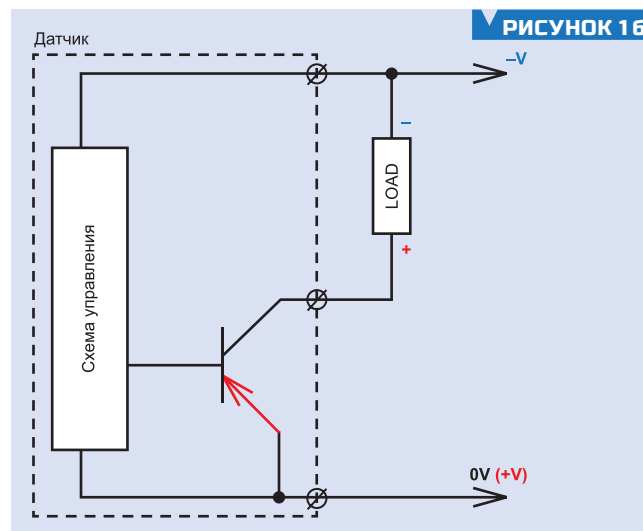 РИСУНОК 16
Датчик
–V
–
LOAD
+
Схема управления
0V (+V)